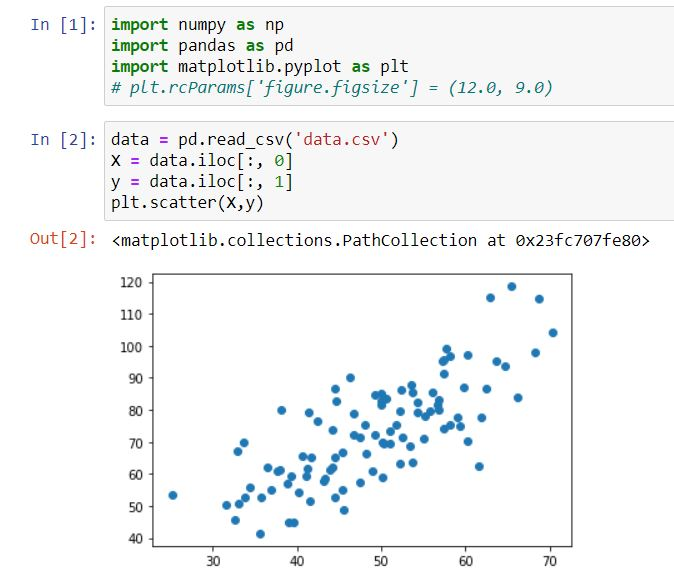 In [1]: import numpy as np
import pandas as pd
import matplotlib.pyplot as plt
# plt.rcParams['figure.figsize'] = (12.0, 9.0)
In [2]: data = pd.read_csv('data.csv')
X = data.iloc[:, 0]
y = data.iloc[:, 1]
plt.scatter(X,y)
Out[2]: <matplotlib.collections.PathCollection at 0x23fc707fe80>
120
110
100
90
80
70
60
50
40
30 40 50 60 70